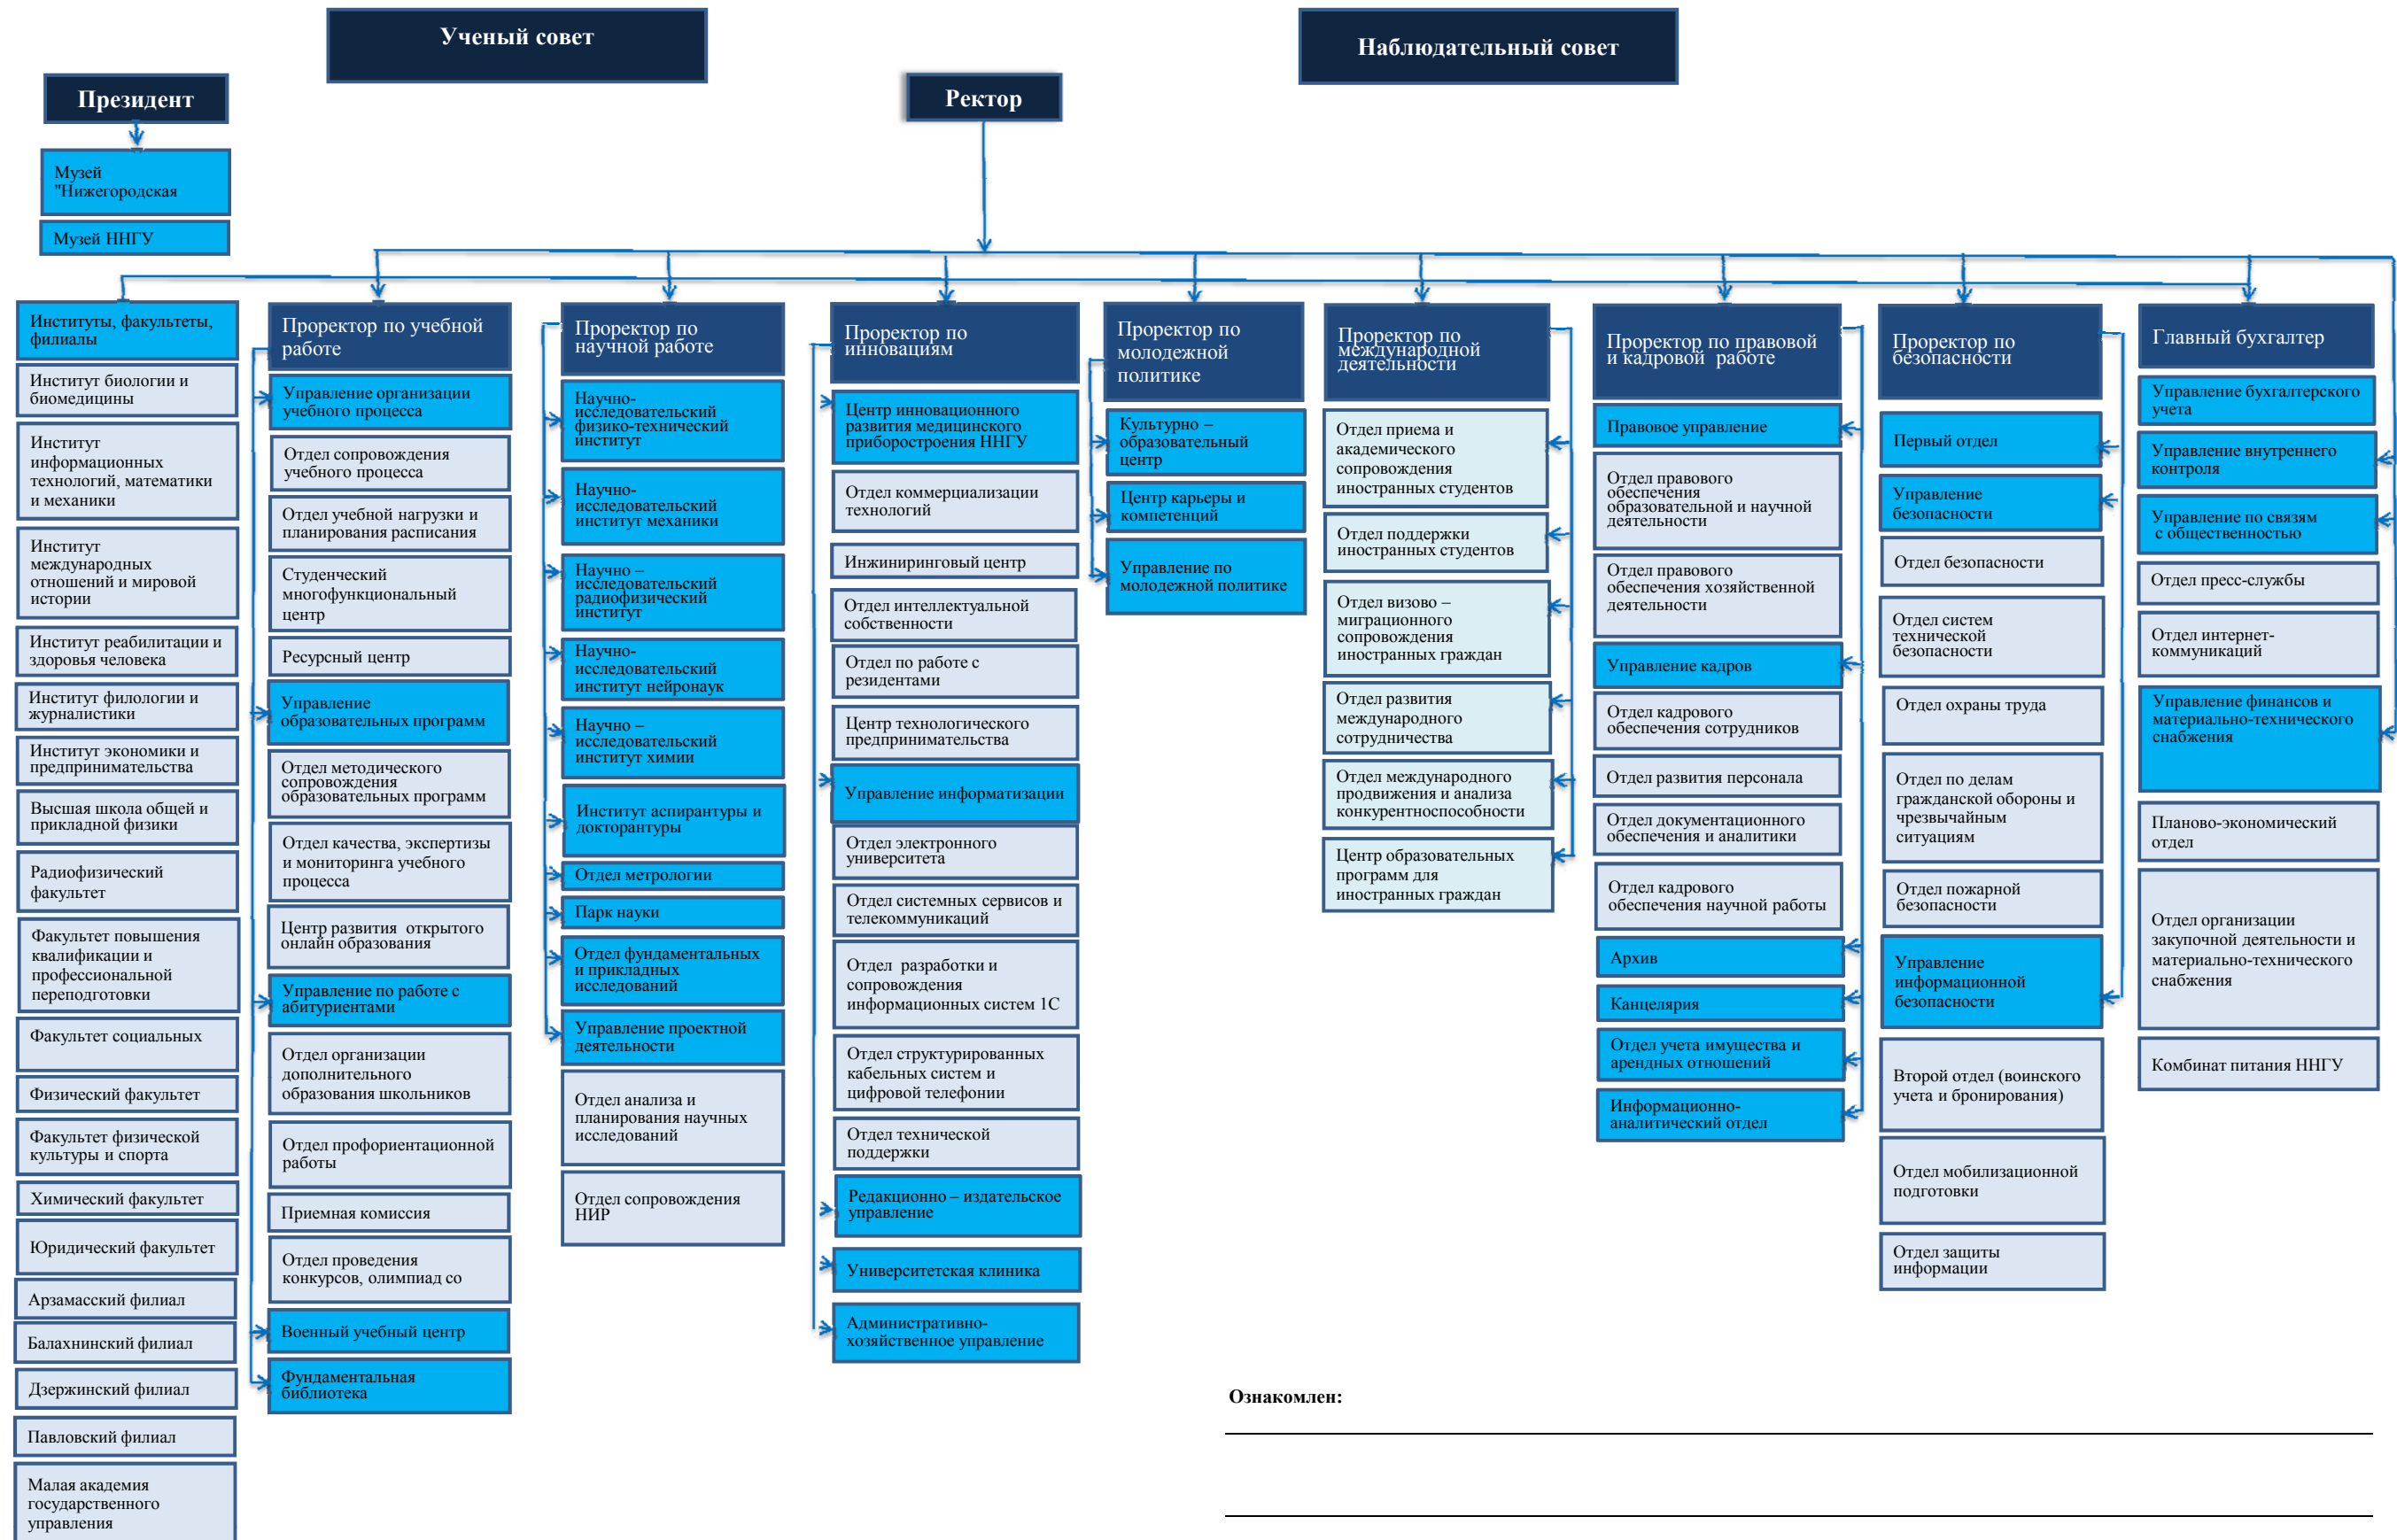 Ученый совет
Наблюдательный совет
Президент
Ректор
Музей
"Нижегородская
Музей ННГУ
Институты, факультеты,
филиалы
Институт биологии и
биомедицины
Институт
информационных
технологий, математики
и механики
Институт
международных
отношений и мировой
истории
Институт реабилитации и
здоровья человека
Институт филологии и
журналистики
Институт экономики и
предпринимательства
Высшая школа общей и
прикладной физики
Радиофизический
факультет
Факультет повышения
квалификации и
профессиональной
переподготовки
Факультет социальных
Физический факультет
Факультет физической
культуры и спорта
Химический факультет
Юридический факультет
Арзамасский филиал
Балахнинский филиал
Дзержинский филиал
Павловский филиал
Малая академия
государственного
управления
Проректор по учебной
работе
Управление организации
учебного процесса
Отдел сопровождения
учебного процесса
Отдел учебной нагрузки и
планирования расписания
Студенческий
многофункциональный
центр
Ресурсный центр
Управление
образовательных программ
Отдел методического
сопровождения
образовательных программ
Отдел качества, экспертизы
и мониторинга учебного
процесса
Центр развития открытого
онлайн образования
Управление по работе с
абитуриентами
Отдел организации
дополнительного
образования школьников
Отдел профориентационной
работы
Приемная комиссия
Отдел проведения
конкурсов, олимпиад со
Военный учебный центр
Фундаментальная
библиотека
Проректор по
научной работе
Научно-
исследовательский
физико-технический
институт
Научно-
исследовательский
институт механики
Научно –
исследовательский
радиофизический
институт
Научно-
исследовательский
институт нейронаук
Научно –
исследовательский
институт химии
Институт аспирантуры и
докторантуры
Отдел метрологии
Парк науки
Отдел фундаментальных
и прикладных
исследований
Управление проектной
деятельности
Отдел анализа и
планирования научных
исследований
Отдел сопровождения
НИР
Проректор по
инновациям
Центр инновационного
развития медицинского
приборостроения ННГУ
Отдел коммерциализации
технологий
Инжиниринговый центр
Отдел интеллектуальной
собственности
Отдел по работе с
резидентами
Центр технологического
предпринимательства
Управление информатизации
Отдел электронного
университета
Отдел системных сервисов и
телекоммуникаций
Отдел разработки и
сопровождения
информационных систем 1С
Отдел структурированных
кабельных систем и
цифровой телефонии
Отдел технической
поддержки
Редакционно – издательское
управление
Университетская клиника
Административно-
хозяйственное управление
Проректор по
молодежной
политике
Культурно –
образовательный
центр
Центр карьеры и
компетенций
Управление по
молодежной политике
Проректор по
международной
деятельности
Отдел приема и
академического
сопровождения
иностранных студентов
Отдел поддержки
иностранных студентов
Отдел визово –
миграционного
сопровождения
иностранных граждан
Отдел развития
международного
сотрудничества
Отдел международного
продвижения и анализа
конкурентноспособности
Центр образовательных
программ для
иностранных граждан
Проректор по правовой
и кадровой работе
Правовое управление
Отдел правового
обеспечения
образовательной и научной
деятельности
Отдел правового
обеспечения хозяйственной
деятельности
Управление кадров
Отдел кадрового
обеспечения сотрудников
Отдел развития персонала
Отдел документационного
обеспечения и аналитики
Отдел кадрового
обеспечения научной работы
Архив
Канцелярия
Отдел учета имущества и
арендных отношений
Информационно-
аналитический отдел
Проректор по
безопасности
Первый отдел
Управление
безопасности
Отдел безопасности
Отдел систем
технической
безопасности
Отдел охраны труда
Отдел по делам
гражданской обороны и
чрезвычайным
ситуациям
Отдел пожарной
безопасности
Управление
информационной
безопасности
Второй отдел (воинского
учета и бронирования)
Отдел мобилизационной
подготовки
Отдел защиты
информации
Главный бухгалтер
Управление бухгалтерского
учета
Управление внутреннего
контроля
Управление по связям
с общественностью
Отдел пресс-службы
Отдел интернет-
коммуникаций
Управление финансов и
материально-технического
снабжения
Планово-экономический
отдел
Отдел организации
закупочной деятельности и
материально-технического
снабжения
Комбинат питания ННГУ
Ознакомлен: